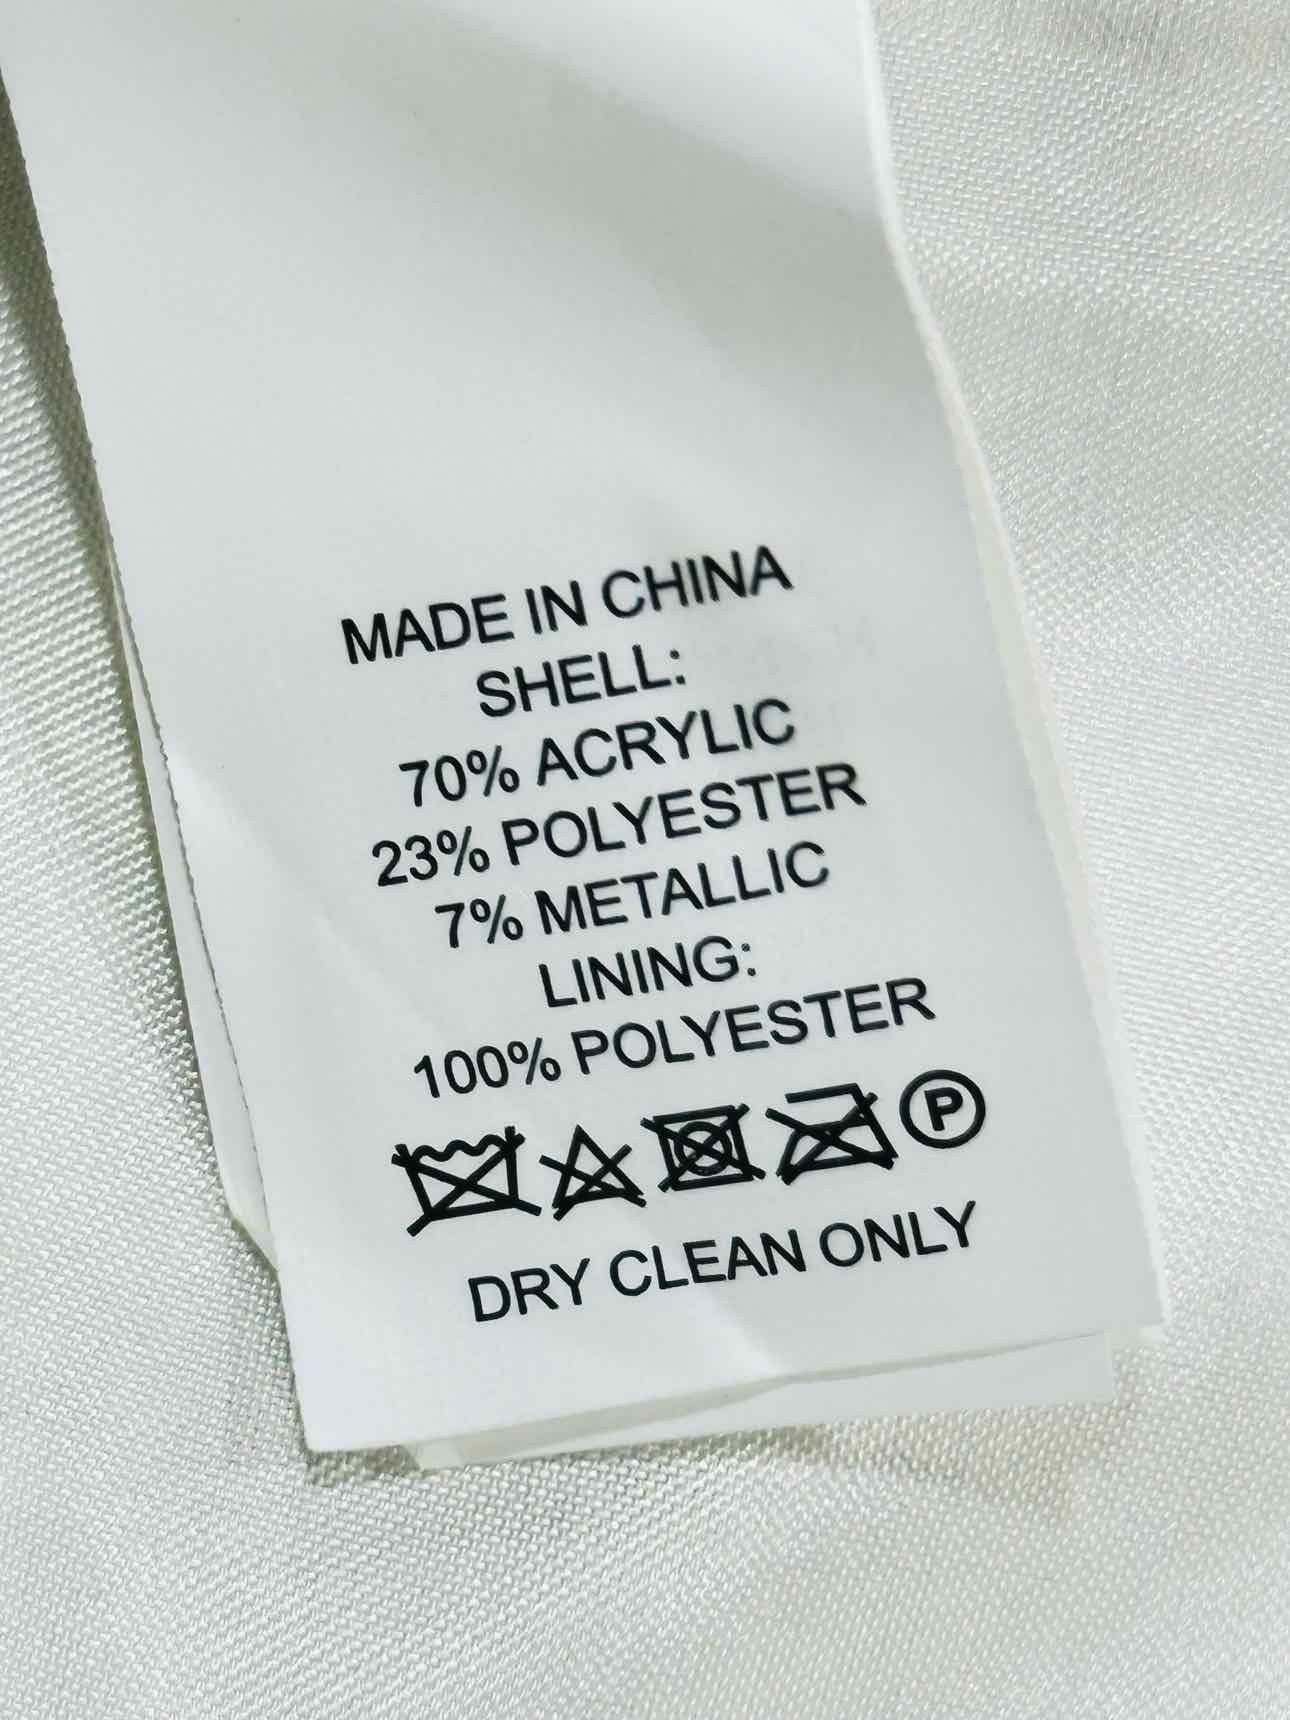 MADE IN CHINA
SHELL:
70% ACRYLIC
23% POLYESTER
7% METALLIC
LINING:
100% POLYESTER
P
DRY CLEAN ONLY